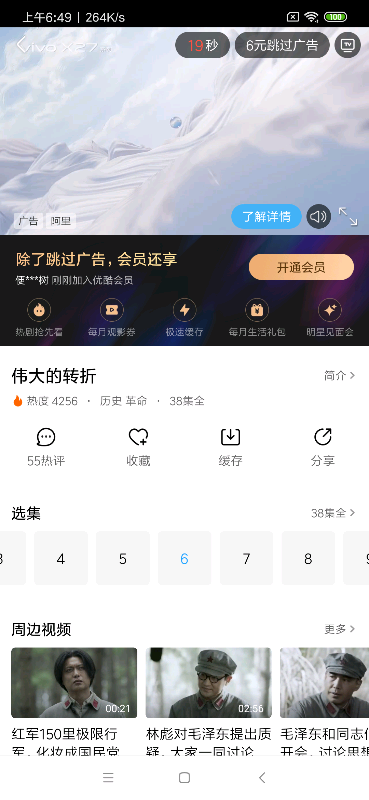 上午6:49 | 264K/s
100
vivo X27
19秒
6元跳过广告
TV
广告
阿里
了解详情
除了跳过广告，会员还享
便***树 刚刚加入优酷会员
开通会员
热剧抢先看
每月观影券
极速缓存
每月生活礼包
明星见面会
伟大的转折
简介 >
热度 4256 · 历史 革命 · 38集全
55热评
收藏
缓存
分享
选集
38集全 >
3
4
5
6
7
8
9
周边视频
更多 >
00:21
02:56
红军150里极限行
军，化妆成国民党
林彪对毛泽东提出质
疑，大家一同讨论
毛泽东和同志们
开会，讨论思想